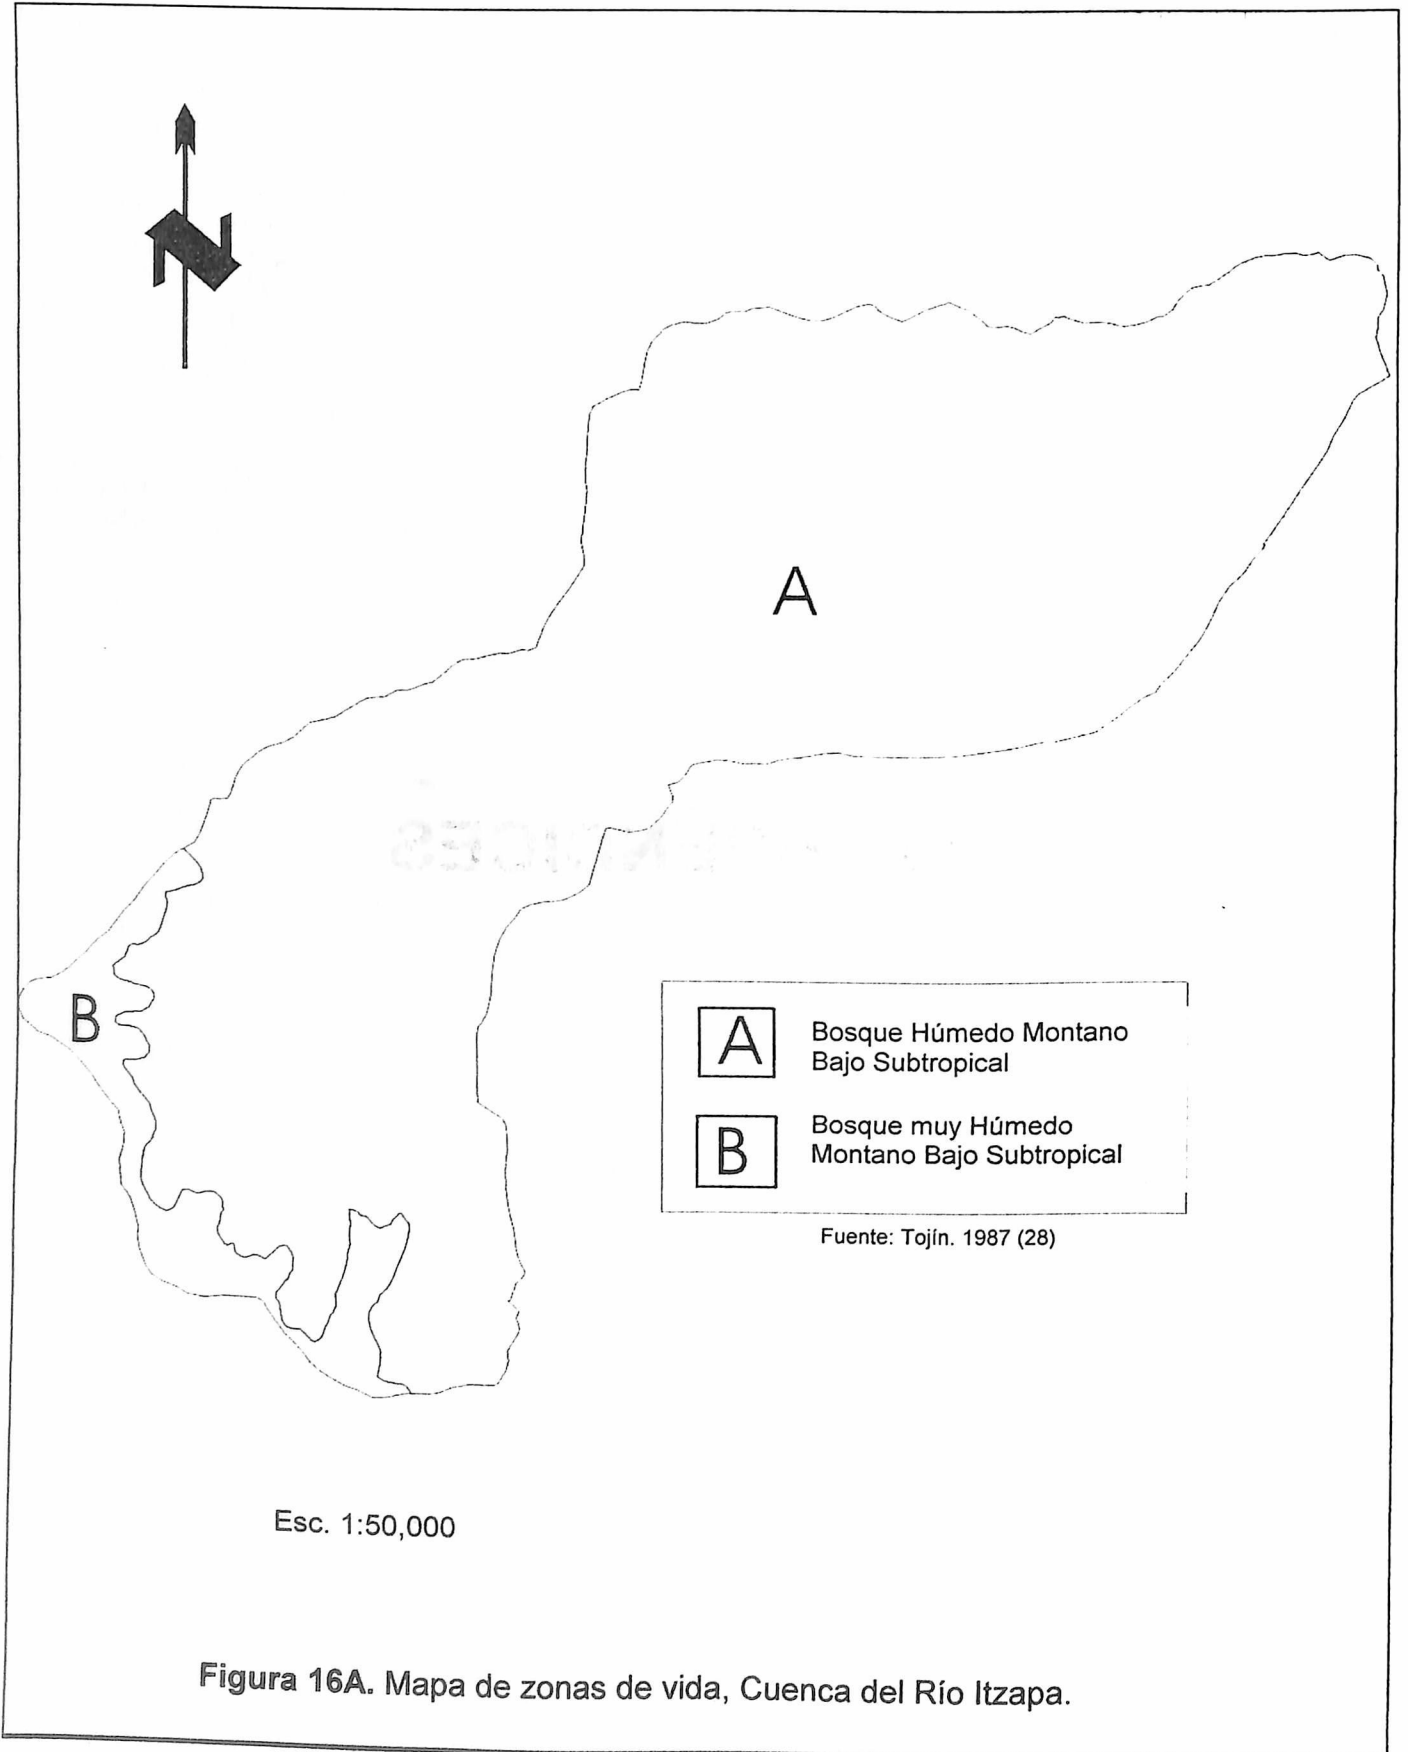 N
A
B
A
Bosque Húmedo Montano
Bajo Subtropical
B
Bosque muy Húmedo
Montano Bajo Subtropical
Fuente: Tojín. 1987 (28)
Esc. 1:50,000
Figura 16A. Mapa de zonas de vida, Cuenca del Río Itzapa.